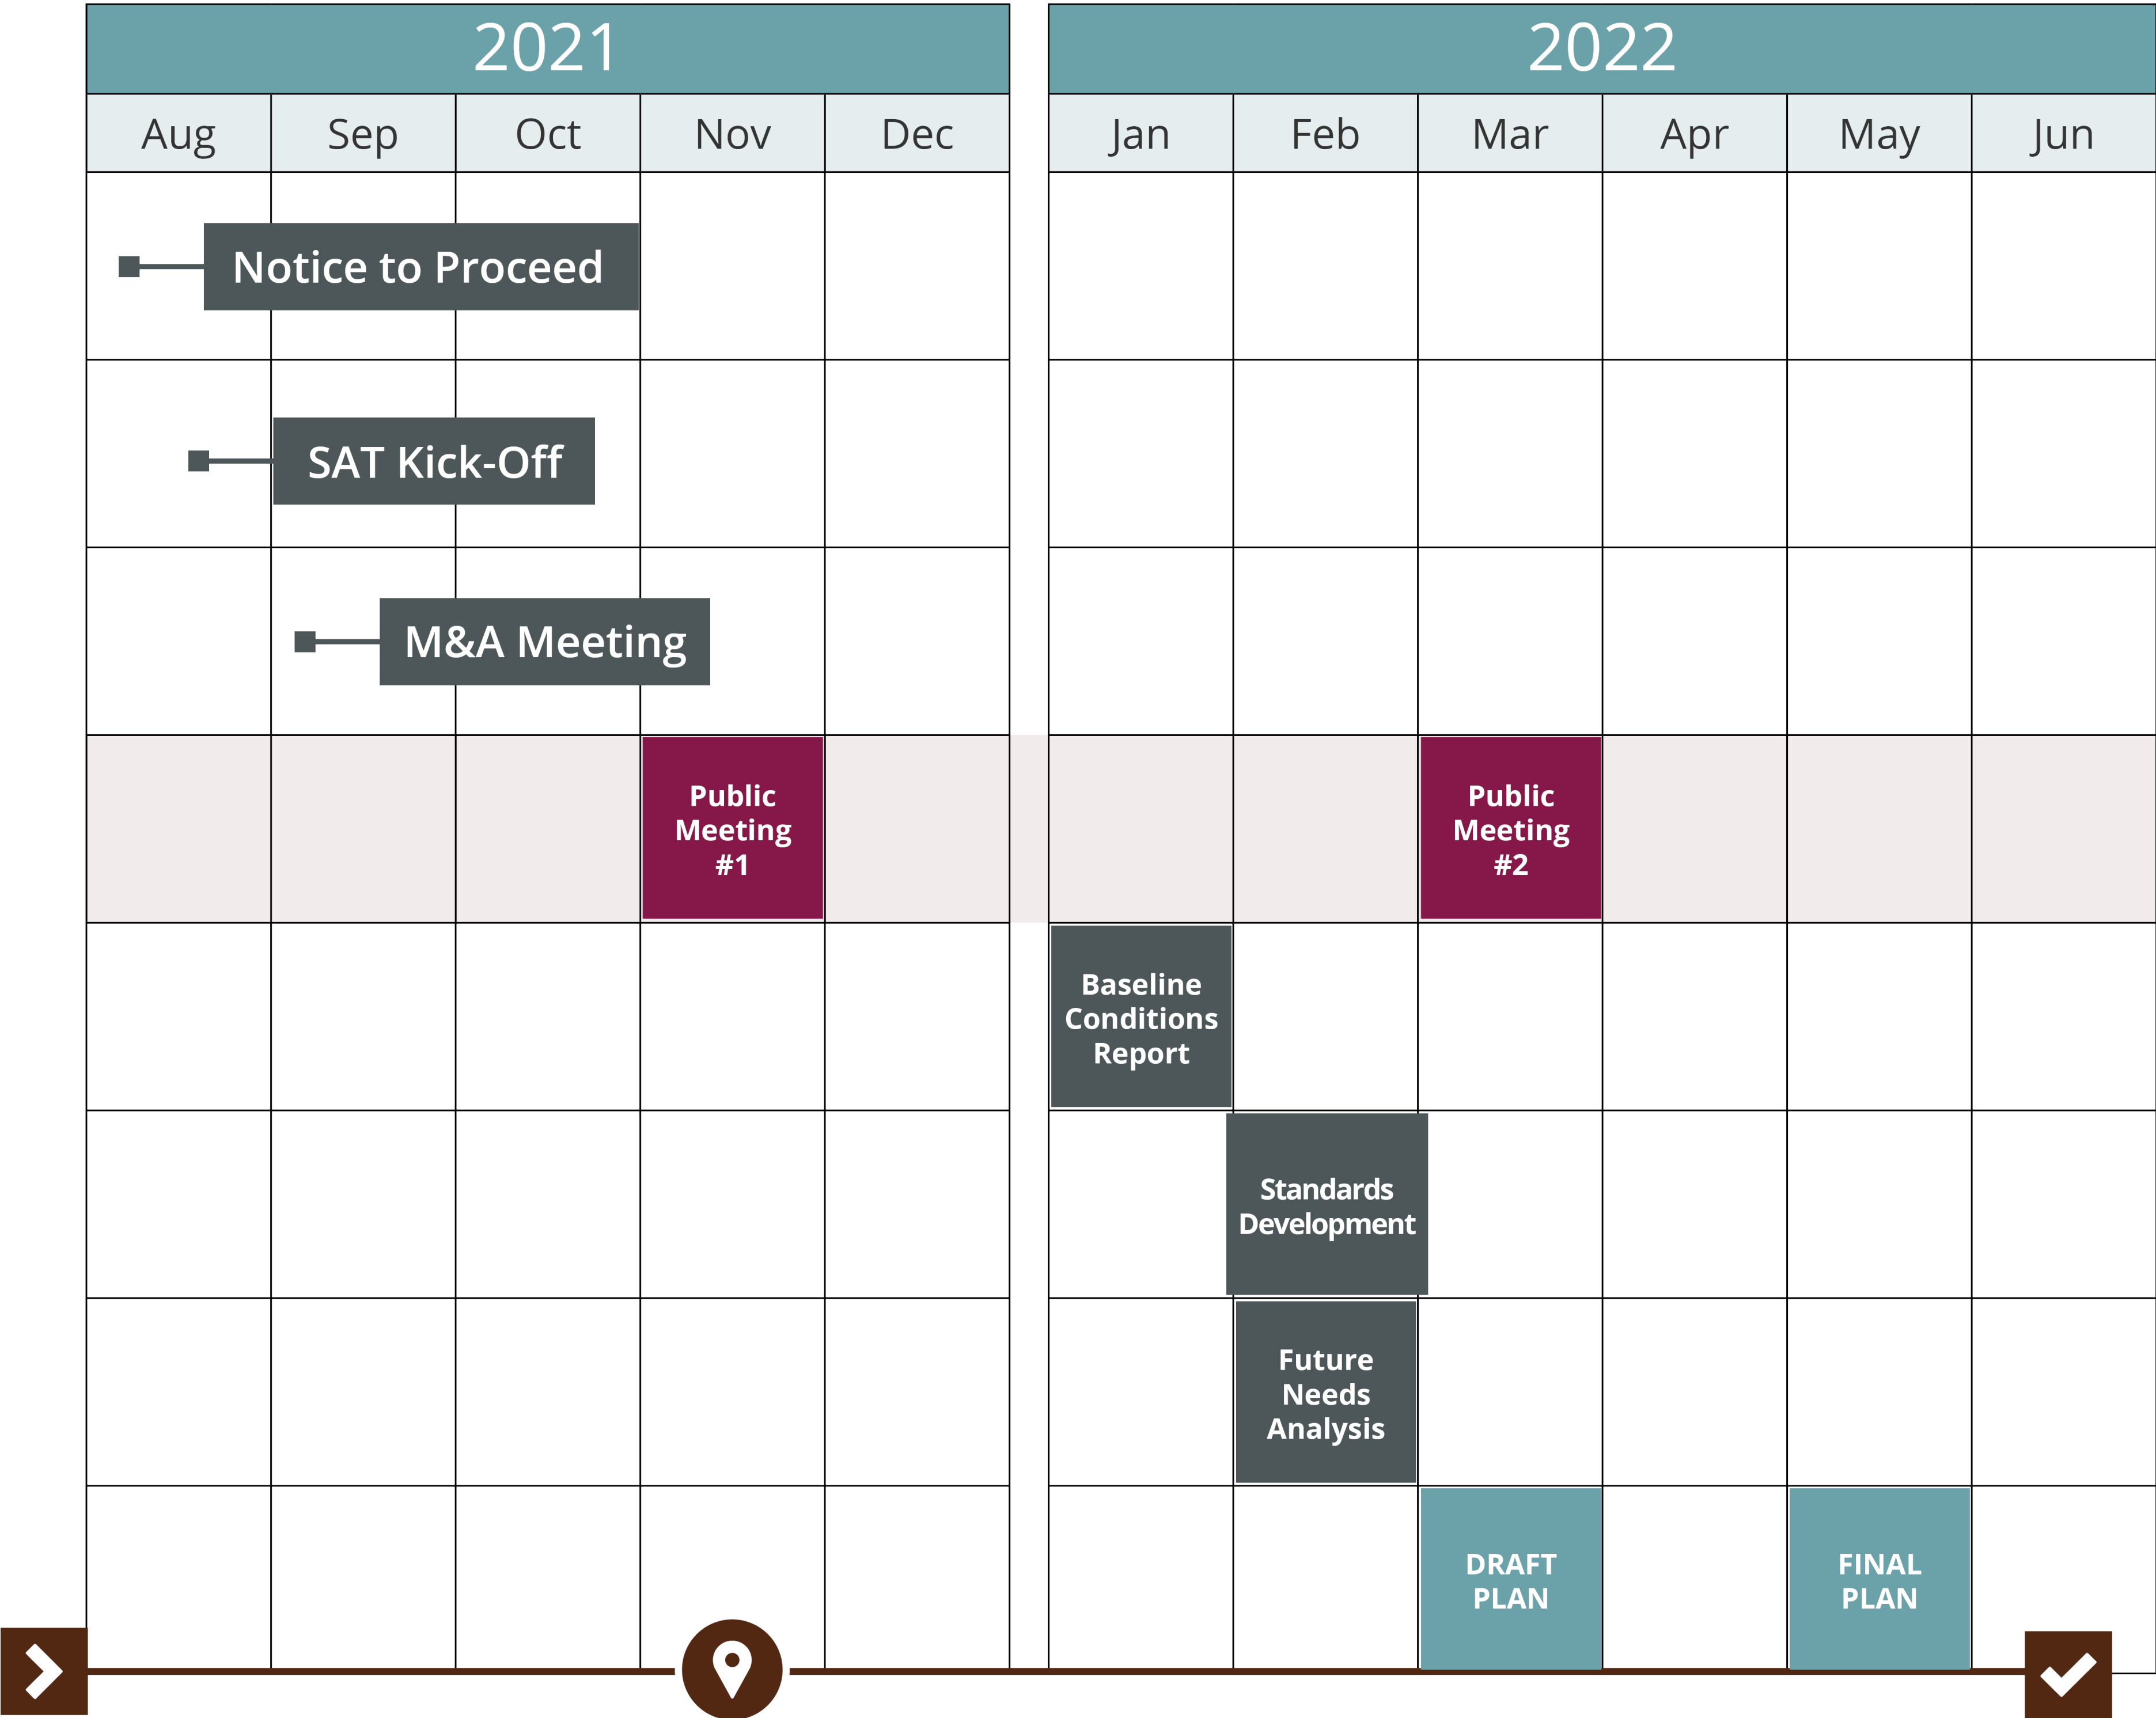 2021
2022
Aug Sep Oct Nov Dec Jan Feb Mar Apr May Jun
Notice to Proceed
SAT Kick-Off
M&A Meeting
Public
Meeting
#1
Public
Meeting
#2
Baseline
Conditions
Report
Standards
Development
Future
Needs
Analysis
DRAFT
PLAN
FINAL
PLAN